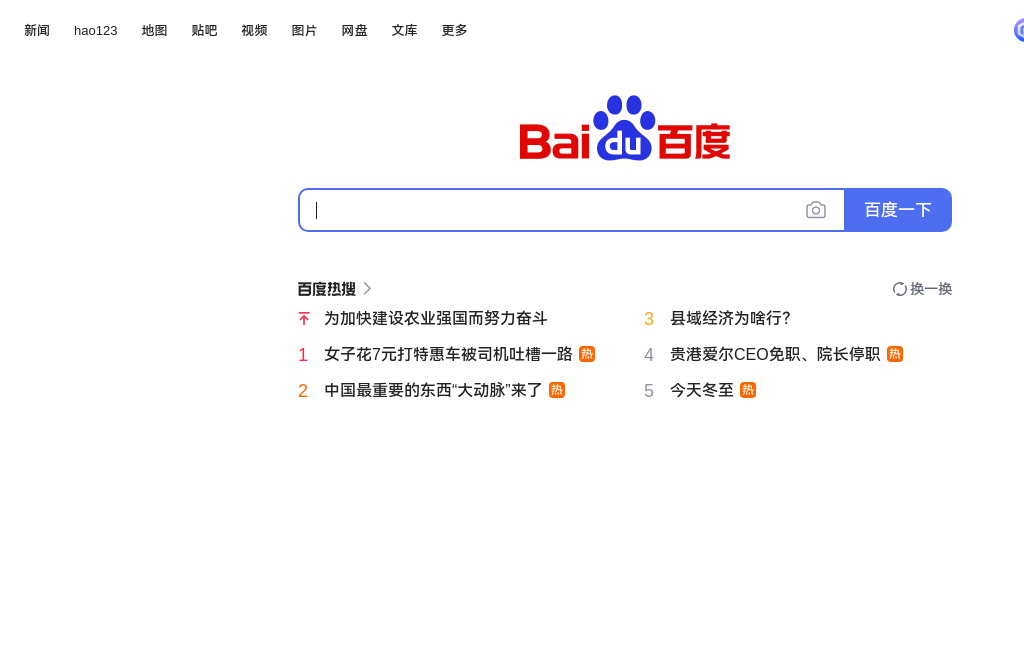 新闻 hao123 地图 贴吧 视频 图片 网盘 文库 更多
Bai du 百度
百度一下
百度热搜 换一换
为加快建设农业强国而努力奋斗
1 女子花7元打特惠车被司机吐槽一路 热
2 中国最重要的东西“大动脉”来了 热
3 县域经济为啥行?
4 贵港爱尔CEO免职、院长停职 热
5 今天冬至 热